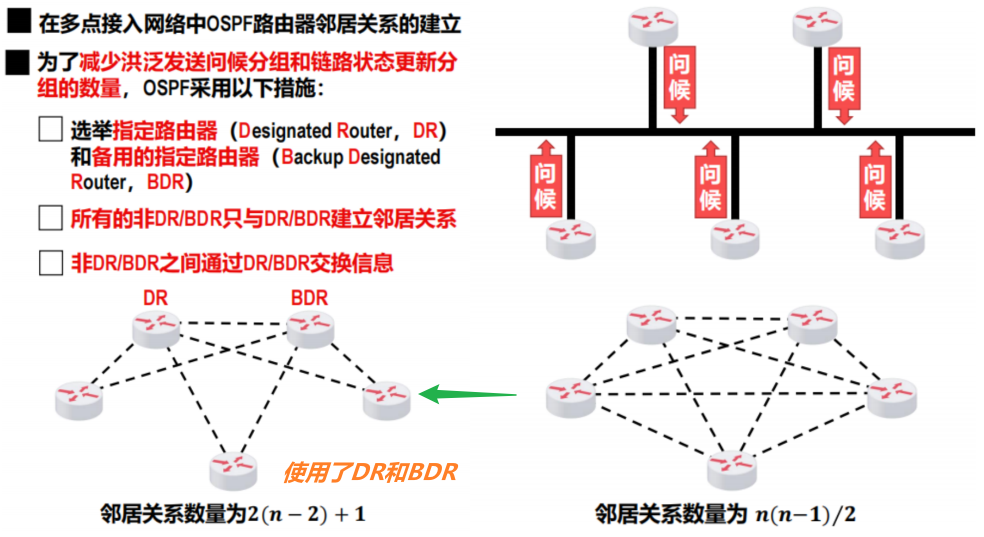 在多点接入网络中OSPF路由器邻居关系的建立
为了减少洪泛发送问候分组和链路状态更新分
组的数量，OSPF采用以下措施：
选举指定路由器（Designated Router，DR）
和备用的指定路由器（Backup Designated
Router，BDR）
所有的非DR/BDR只与DR/BDR建立邻居关系
非DR/BDR之间通过DR/BDR交换信息
问候
问候
问候
问候
问候
DR
BDR
使用了DR和BDR
邻居关系数量为2(n − 2) + 1
邻居关系数量为 n(n−1)/2